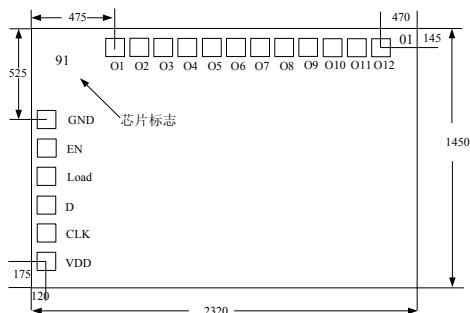 475
470
O1 O2 O3 O4 O5 O6 O7 O8 O9 O10 O11 O12
01
145
91
525
芯片标志
GND
EN
Load
D
CLK
VDD
1450
175
120
2320